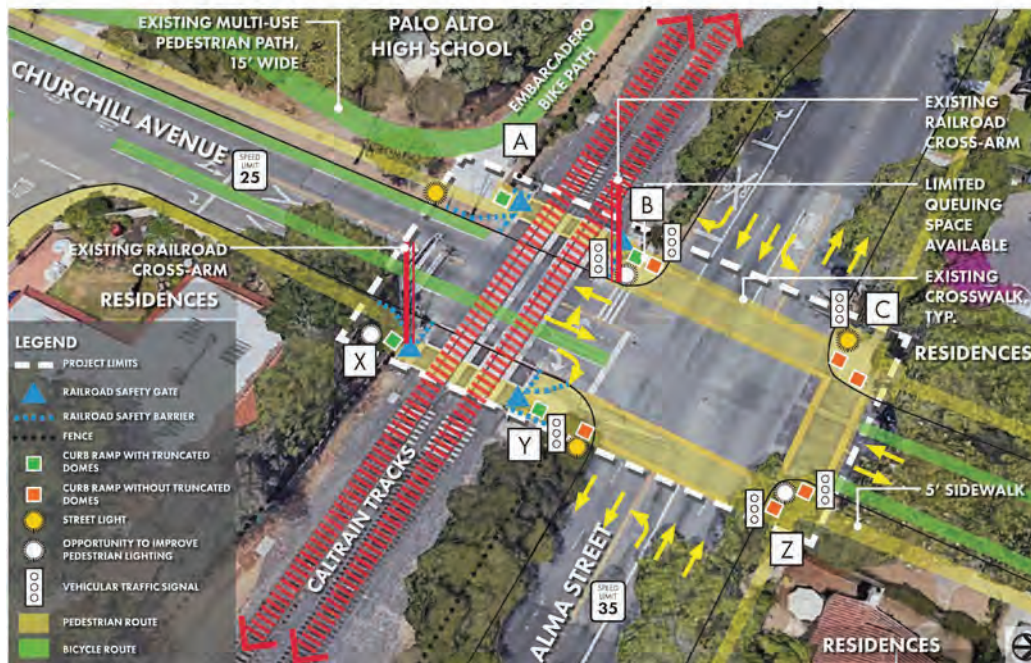 EXISTING MULTI-USE
PEDESTRIAN PATH,
15' WIDE
PALO ALTO
HIGH SCHOOL
EMBARCADERO
BIKE PATH
CHURCHILL AVENUE
SPEED
LIMIT
25
A
B
EXISTING
RAILROAD
CROSS-ARM
LIMITED
QUEUING
SPACE
AVAILABLE
EXISTING
CROSSWALK,
TYP.
EXISTING RAILROAD
CROSS-ARM
RESIDENCES
C
RESIDENCES
X
Y
Z
5' SIDEWALK
CALTRAIN TRACKS
ALMA STREET
SPEED
LIMIT
35
RESIDENCES
LEGEND
PROJECT LIMITS
RAILROAD SAFETY GATE
RAILROAD SAFETY BARRIER
FENCE
CURB RAMP WITH TRUNCATED
DOMES
CURB RAMP WITHOUT TRUNCATED
DOMES
STREET LIGHT
OPPORTUNITY TO IMPROVE
PEDESTRIAN LIGHTING
VEHICULAR TRAFFIC SIGNAL
PEDESTRIAN ROUTE
BICYCLE ROUTE